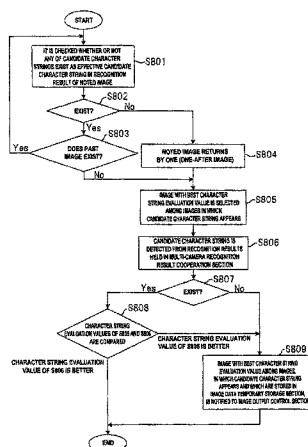 START
S801
IT IS CHECKED WHETHER OR NOT
ANY OF CANDIDATE CHARACTER
STRINGS EXIST AS EFFECTIVE CANDIDATE
CHARACTER STRING IN RECOGNITION
RESULT OF NOTED IMAGE
S802
EXIST?
No
Yes
S803
DOES PAST
IMAGE EXIST?
Yes
No
NOTED IMAGE RETURNS
BY ONE (ONE-AFTER IMAGE)
S804
IMAGE WITH BEST CHARACTER
STRING EVALUATION VALUE IS SELECTED
AMONG IMAGES IN WHICH
CANDIDATE CHARACTER STRING APPEARS
S805
CANDIDATE CHARACTER STRING IS
DETECTED FROM RECOGNITION RESULTS
HELD IN MULTI-CAMERA RECOGNITION
RESULT COOPERATION SECTION
S806
S807
EXIST?
Yes
No
S808
CHARACTER STRING
EVALUATION VALUES OF S805 AND S806
ARE COMPARED
CHARACTER STRING EVALUATION
VALUE OF S805 IS BETTER
CHARACTER STRING EVALUATION
VALUE OF S806 IS BETTER
S809
IMAGE WITH BEST CHARACTER STRING
EVALUATION VALUE AMONG IMAGES,
IN WHICH CANDIDATE CHARACTER STRING
APPEARS AND WHICH ARE STORED IN
IMAGE DATA TEMPORARY STORAGE SECTION,
IS NOTIFIED TO IMAGE OUTPUT CONTROL SECTION
END